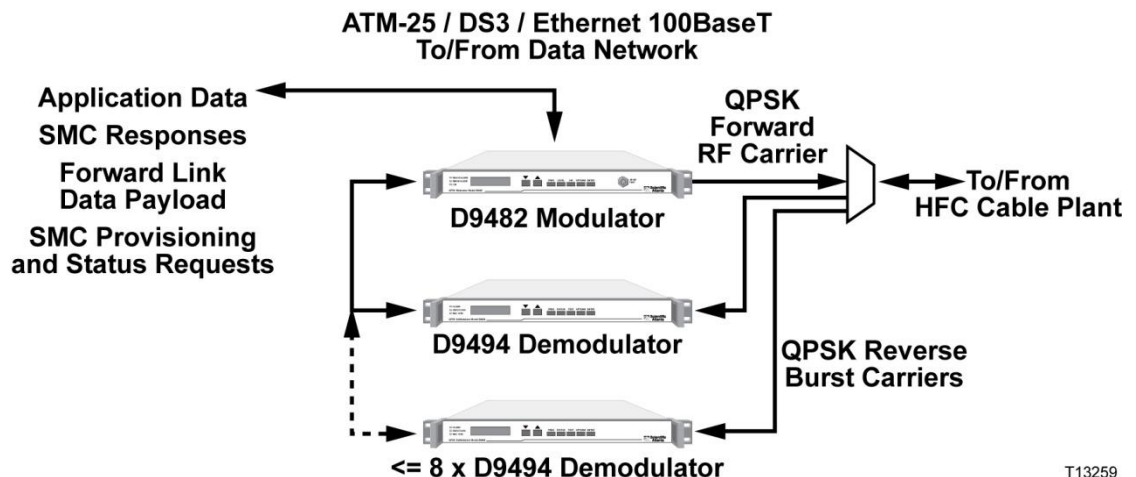 ATM-25 / DS3 / Ethernet 100BaseT
To/From Data Network
Application Data
SMC Responses
Forward Link
Data Payload
SMC Provisioning
and Status Requests
QPSK
Forward
RF Carrier
To/From
HFC Cable Plant
D9482 Modulator
D9494 Demodulator
QPSK Reverse
Burst Carriers
<= 8 x D9494 Demodulator
T13259